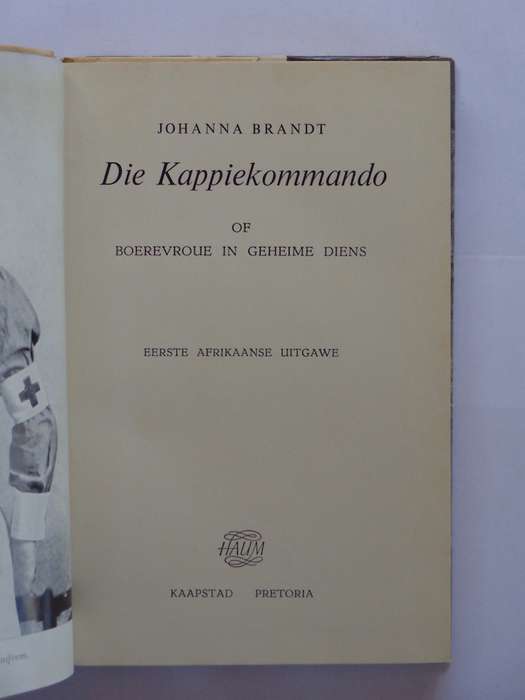 JOHANNA BRANDT
Die Kappiekommando
OF
BOEREVROUE IN GEHEIME DIENS
EERSTE AFRIKAANSE UITGAWE
HAUM
KAAPSTAD PRETORIA